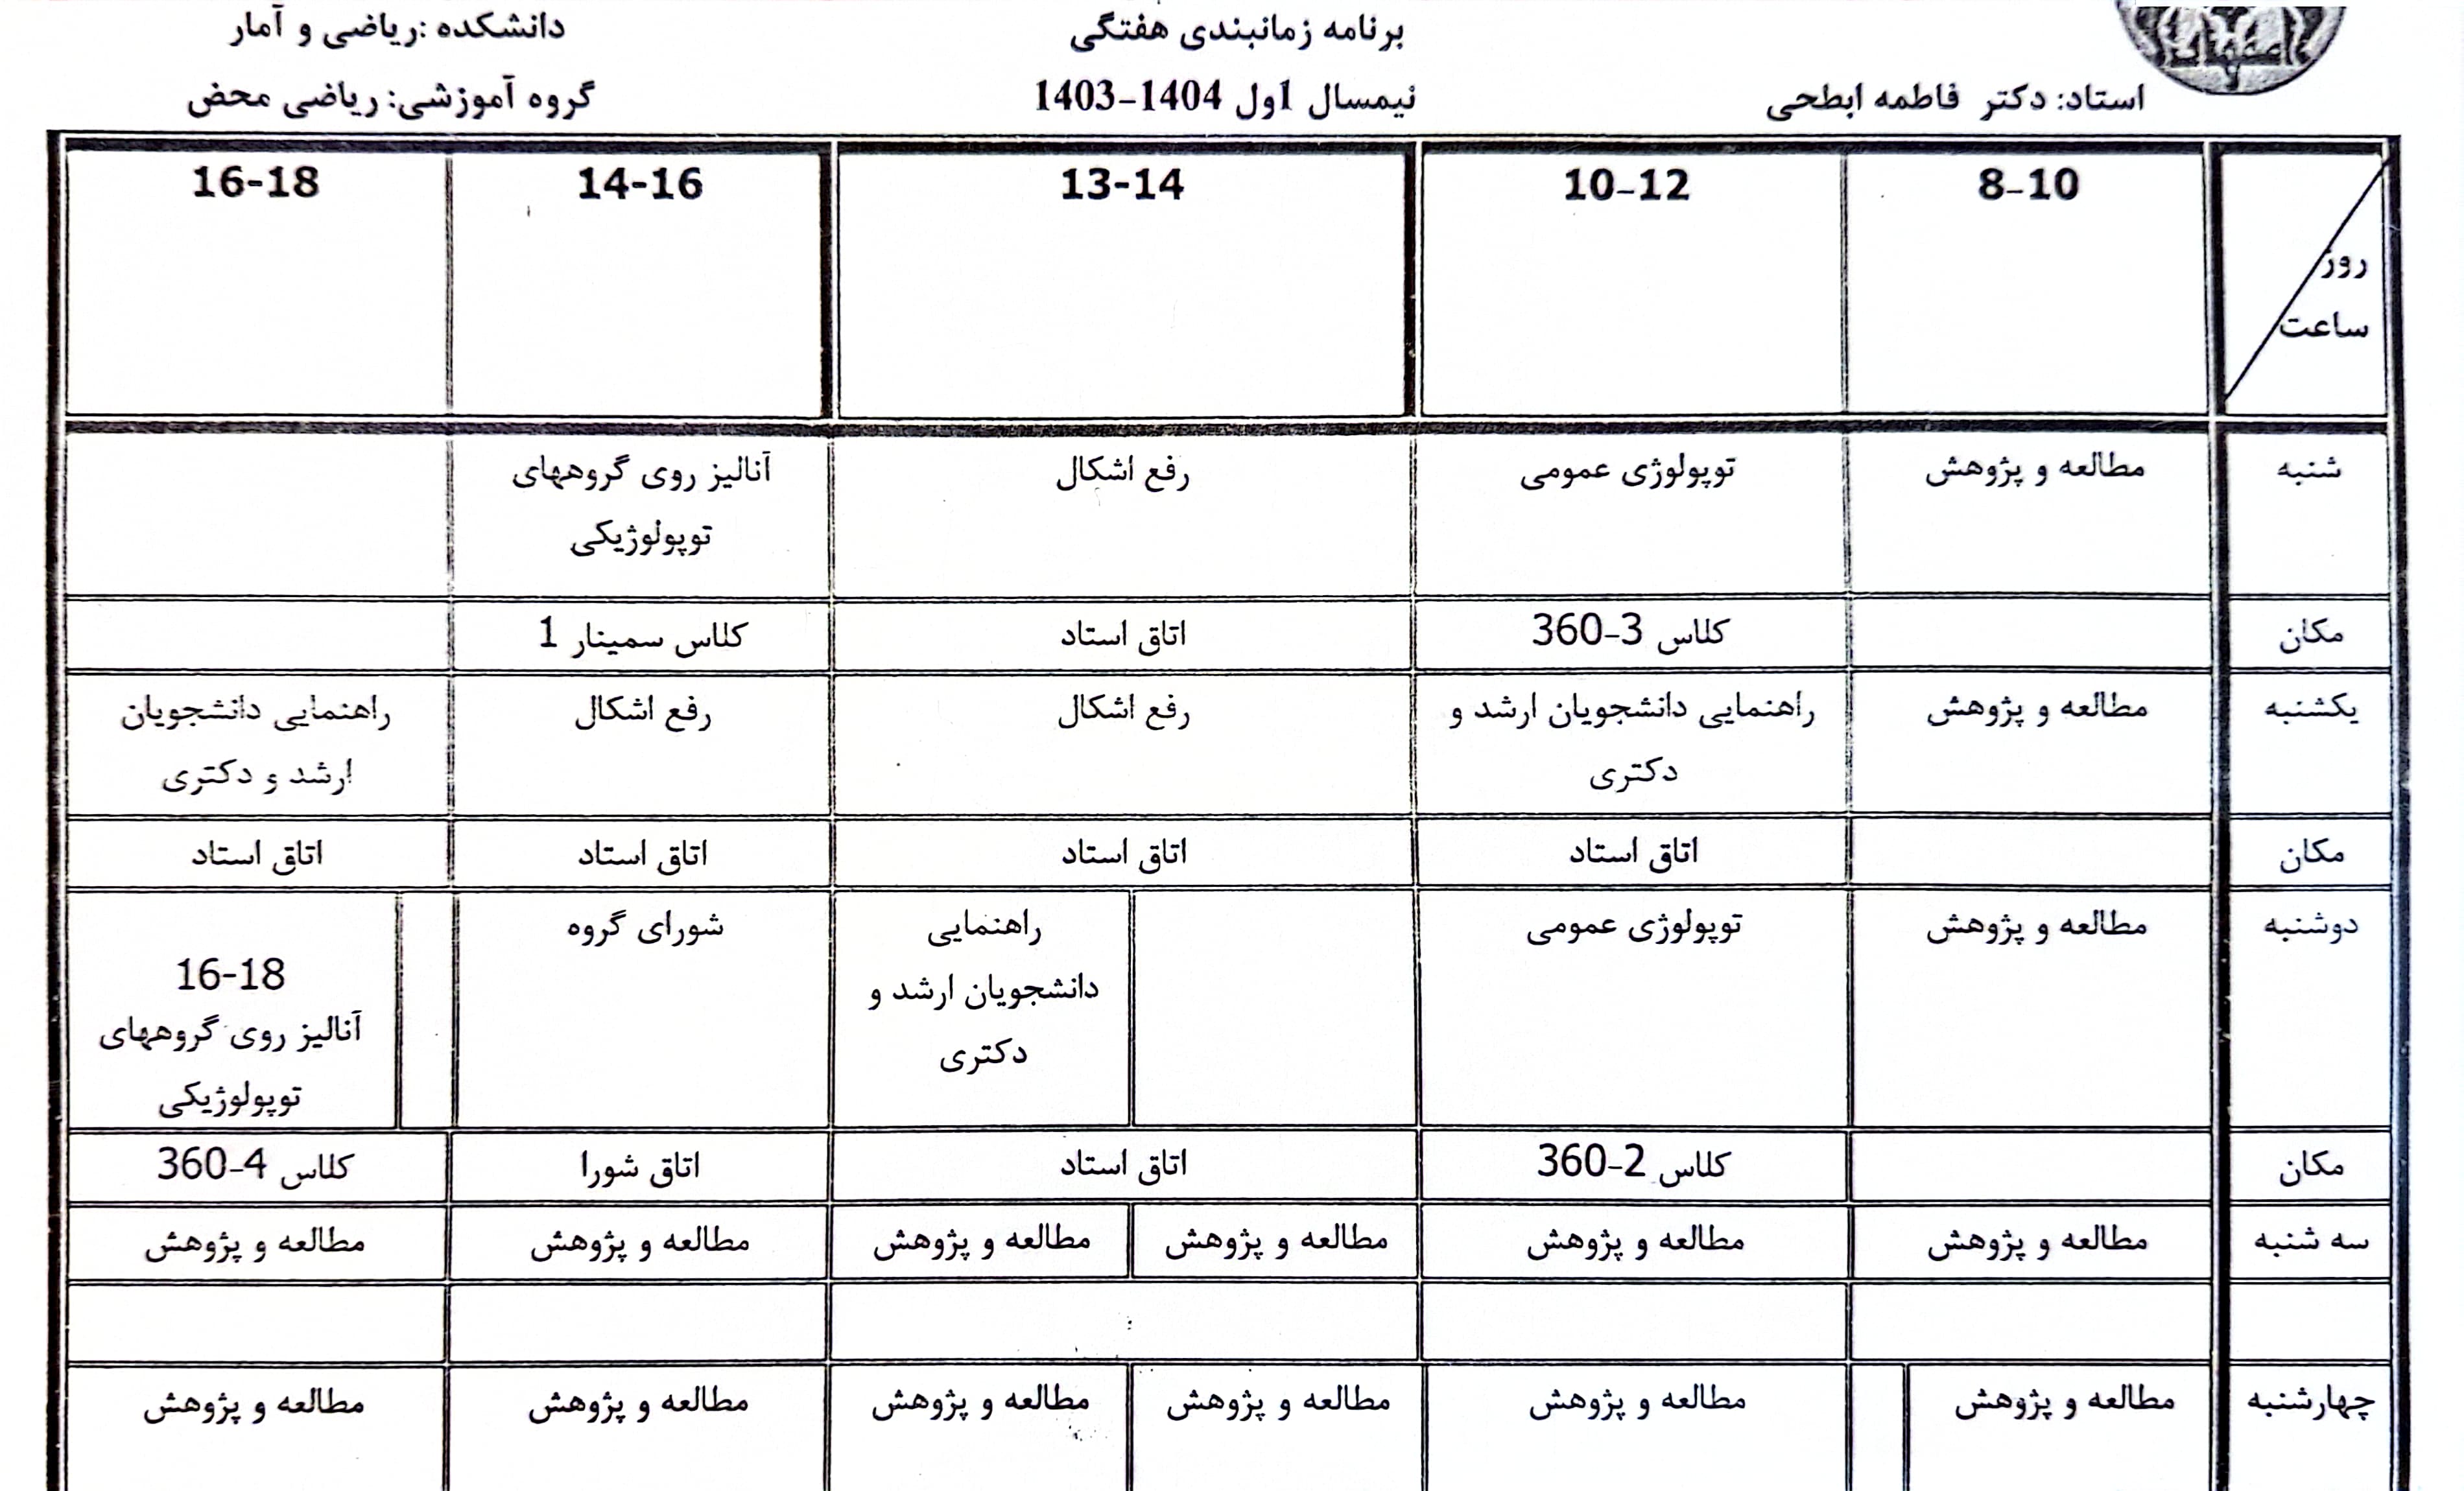 استاد: دکتر فاطمه ابطحی
برنامه زمانبندی هفتگی
نیمسال اول 1404-1403
دانشکده :ریاضی و آمار
گروه آموزشی: ریاضی محض
روز
ساعت
8-10
10-12
13-14
14-16
16-18
شنبه
مطالعه و پژوهش
توپولوژی عمومی
رفع اشکال
آنالیز روی گروههای
توپولوژیکی
مکان
کلاس 3-360
اتاق استاد
کلاس سمینار 1
یکشنبه
مطالعه و پژوهش
راهنمایی دانشجویان ارشد و
دکتری
رفع اشکال
رفع اشکال
راهنمایی دانشجویان
ارشد و دکتری
مکان
اتاق استاد
اتاق استاد
اتاق استاد
اتاق استاد
دوشنبه
مطالعه و پژوهش
توپولوژی عمومی
راهنمایی
دانشجویان ارشد و
دکتری
شورای گروه
16-18
آنالیز روی گروههای
توپولوژیکی
مکان
کلاس 2-360
اتاق استاد
اتاق شورا
کلاس 4-360
سه شنبه
مطالعه و پژوهش
مطالعه و پژوهش
مطالعه و پژوهش
مطالعه و پژوهش
مطالعه و پژوهش
مطالعه و پژوهش
چهارشنبه
مطالعه و پژوهش
مطالعه و پژوهش
مطالعه و پژوهش
مطالعه و پژوهش
مطالعه و پژوهش
مطالعه و پژوهش